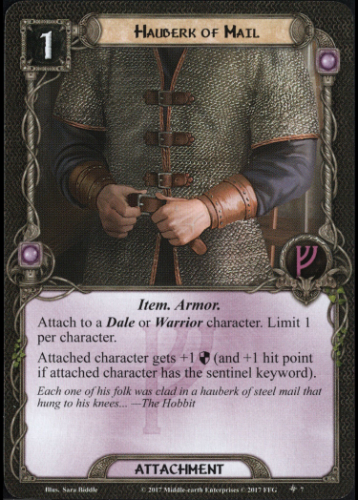 1
Hauberk of Mail
Item. Armor.
Attach to a Dale or Warrior character. Limit 1
per character.
Attached character gets +1 (and +1 hit point
if attached character has the sentinel keyword).
Each one of his folk was clad in a hauberk of steel mail that
hung to his knees... —The Hobbit
ATTACHMENT
Illus. Sara Biddle
© 2017 Middle-earth Enterprises © 2017 FFG
7